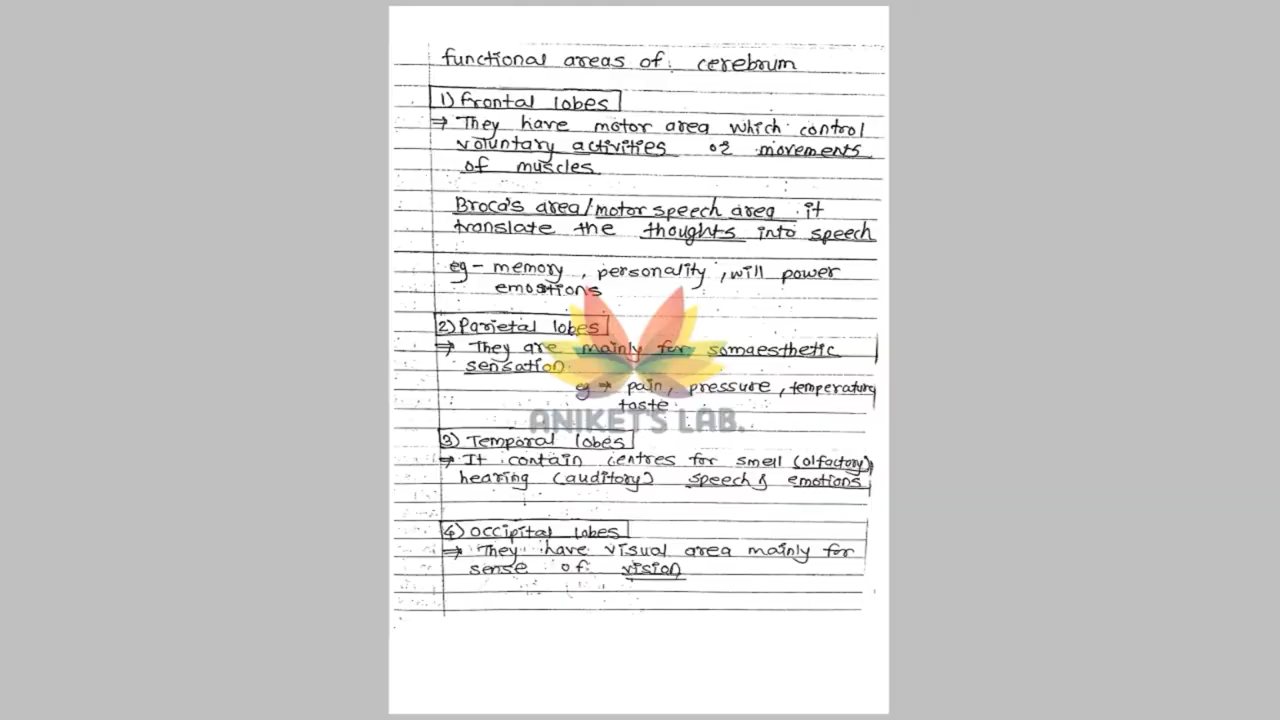 functional areas of cerebrum
1) Frontal lobes
⇒ They have motor area which control
voluntary activities or movements
of muscles
Broca's area/motor speech area it
translate the thoughts into speech
eg - memory, personality, will power
emotions
2) Parietal lobes
⇒ They are mainly for somaesthetic
sensation
eg → pain, pressure, temperature
taste
ANIKET'S LAB.
3) Temporal lobes
⇒ It contain centres for smell (olfactory)
hearing (auditory) speech & emotions
4) Occipital lobes
⇒ They have visual area mainly for
sense of vision